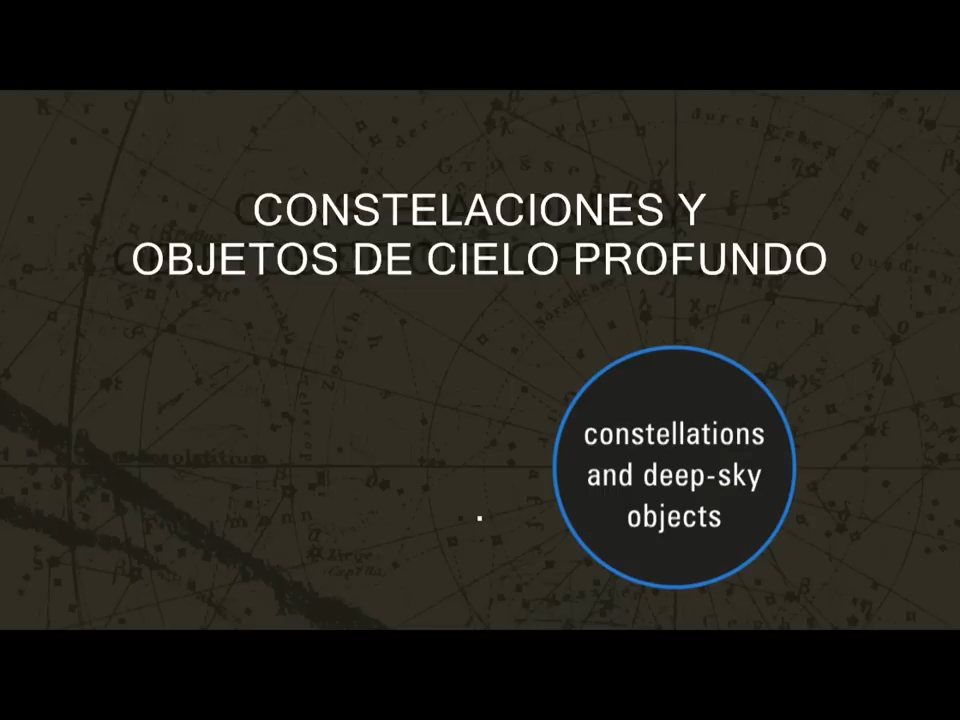 CONSTELACIONES Y
OBJETOS DE CIELO PROFUNDO
constellations
and deep-sky
objects
.